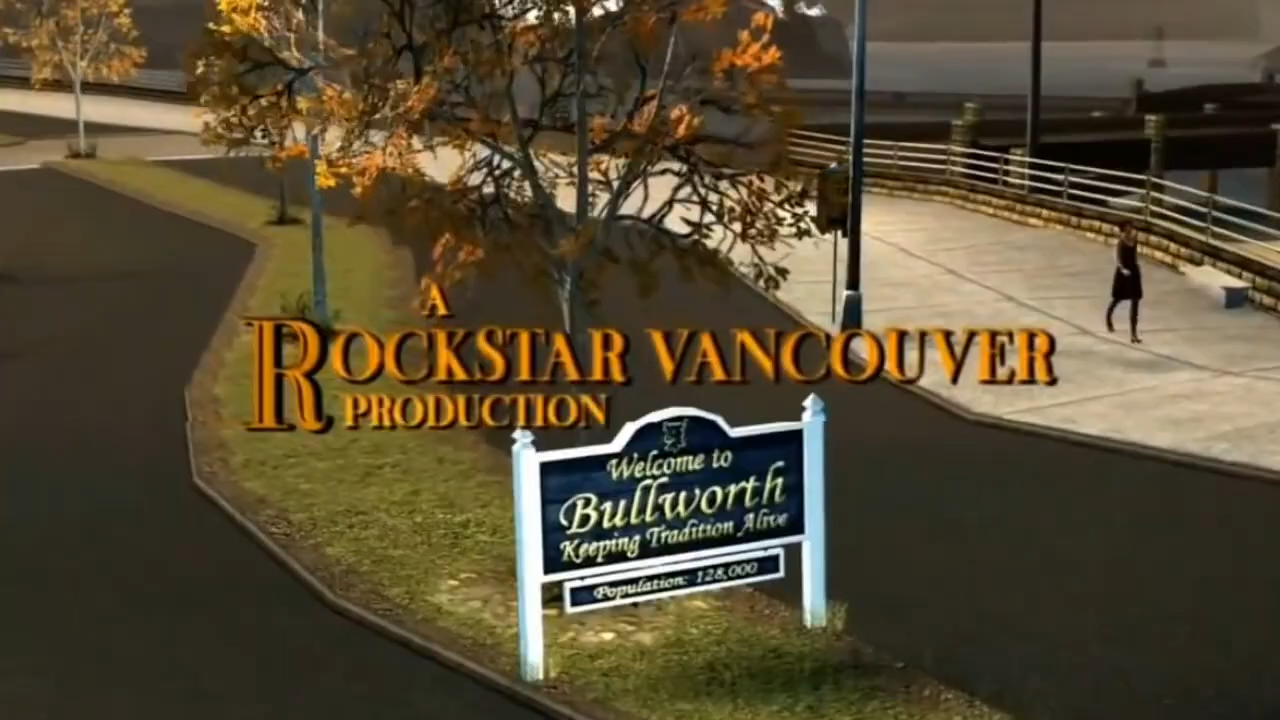 A
ROCKSTAR VANCOUVER
PRODUCTION
Welcome to
Bullworth
Keeping Tradition Alive
Population: 128,000